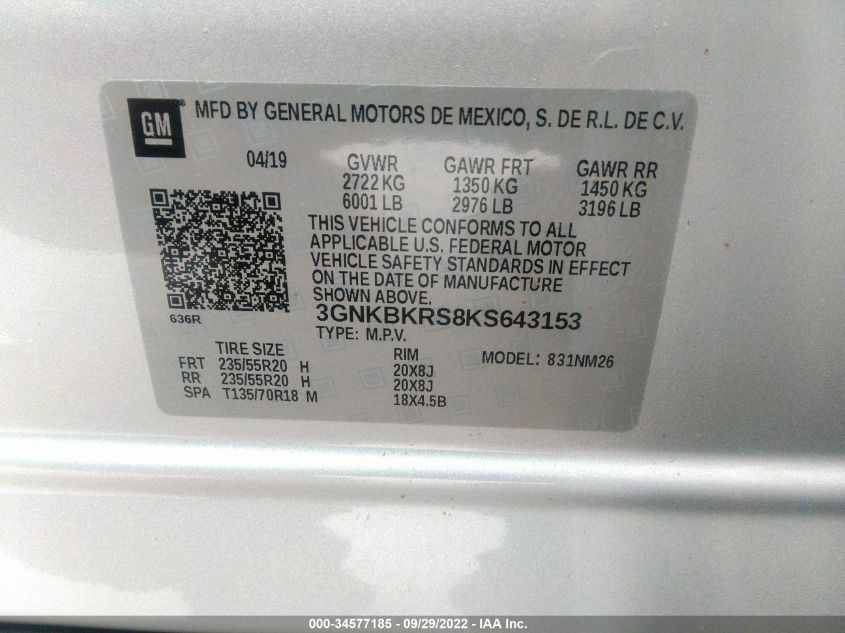 GM
MFD BY GENERAL MOTORS DE MEXICO, S. DE R.L. DE C.V.
04/19 GVWR GAWR FRT GAWR RR
2722 KG 1350 KG 1450 KG
6001 LB 2976 LB 3196 LB
THIS VEHICLE CONFORMS TO ALL
APPLICABLE U.S. FEDERAL MOTOR
VEHICLE SAFETY STANDARDS IN EFFECT
ON THE DATE OF MANUFACTURE
SHOWN ABOVE.
636R
3GNKBKRS8KS643153
TYPE: M.P.V.
TIRE SIZE RIM MODEL: 831NM26
FRT 235/55R20 H 20X8J
RR 235/55R20 H 20X8J
SPA T135/70R18 M 18X4.5B
000-34577185 - 09/29/2022 - IAA Inc.